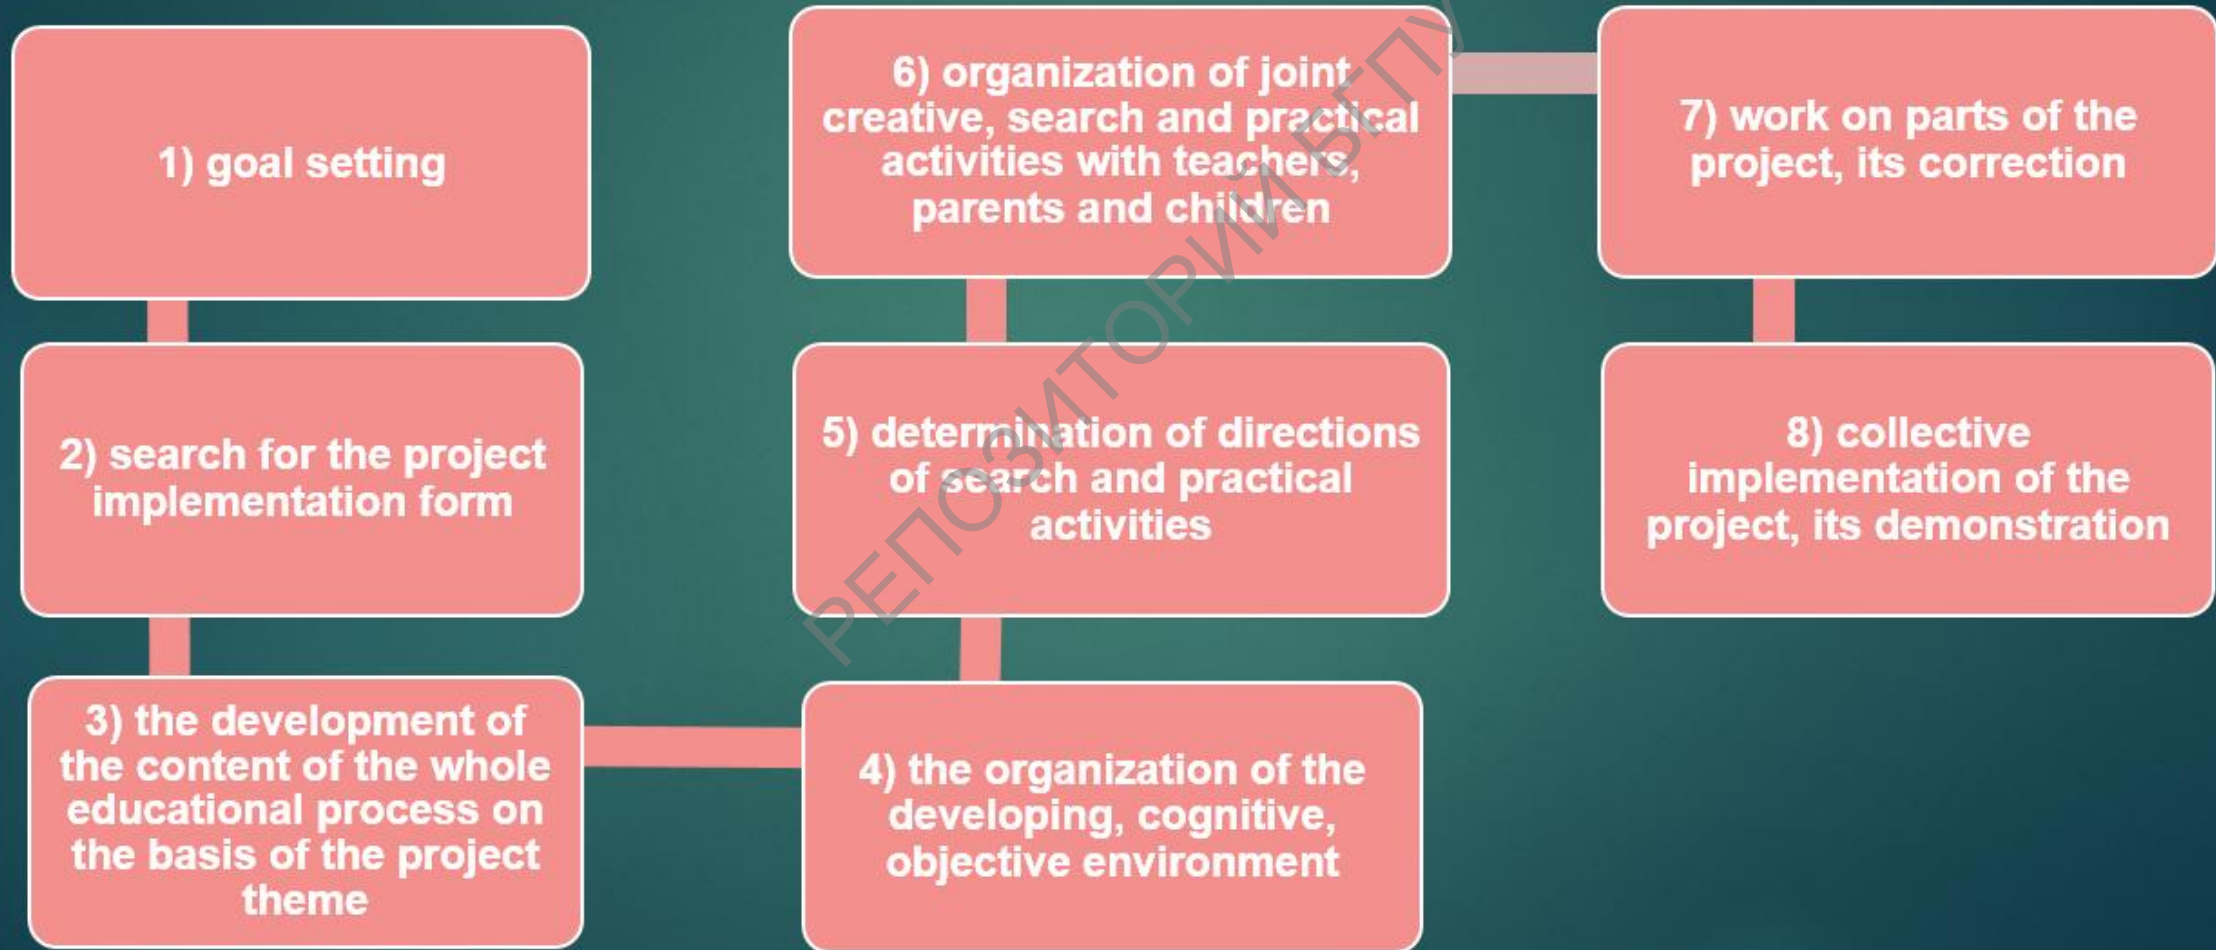 1) goal setting
2) search for the project
implementation form
3) the development of
the content of the whole
educational process on
the basis of the project
theme
4) the organization of the
developing, cognitive,
objective environment
5) determination of directions
of search and practical
activities
6) organization of joint
creative, search and practical
activities with teachers,
parents and children
7) work on parts of the
project, its correction
8) collective
implementation of the
project, its demonstration
РЕПОЗИТОРИЙ БГПУ